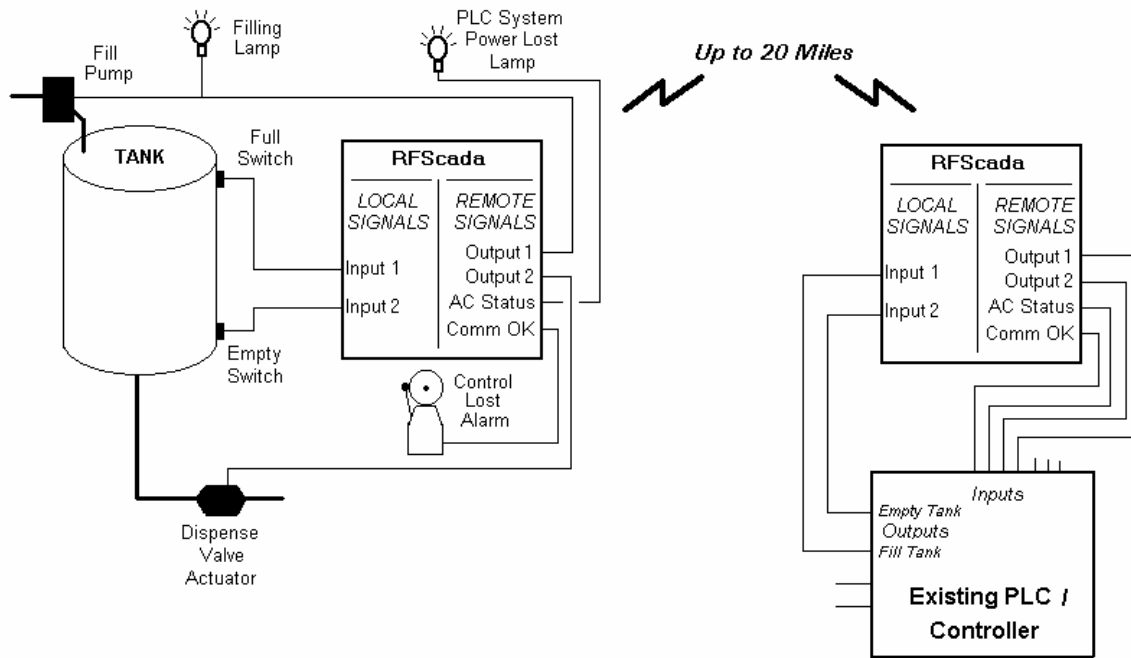 Filling
Lamp
PLC System
Power Lost
Lamp
Up to 20 Miles
Fill
Pump
TANK
Full
Switch
Empty
Switch
RFScada
LOCAL
SIGNALS
REMOTE
SIGNALS
Input 1
Input 2
Output 1
Output 2
AC Status
Comm OK
Control
Lost
Alarm
Dispense
Valve
Actuator
RFScada
LOCAL
SIGNALS
REMOTE
SIGNALS
Input 1
Input 2
Output 1
Output 2
AC Status
Comm OK
Inputs
Empty Tank
Outputs
Fill Tank
Existing PLC /
Controller